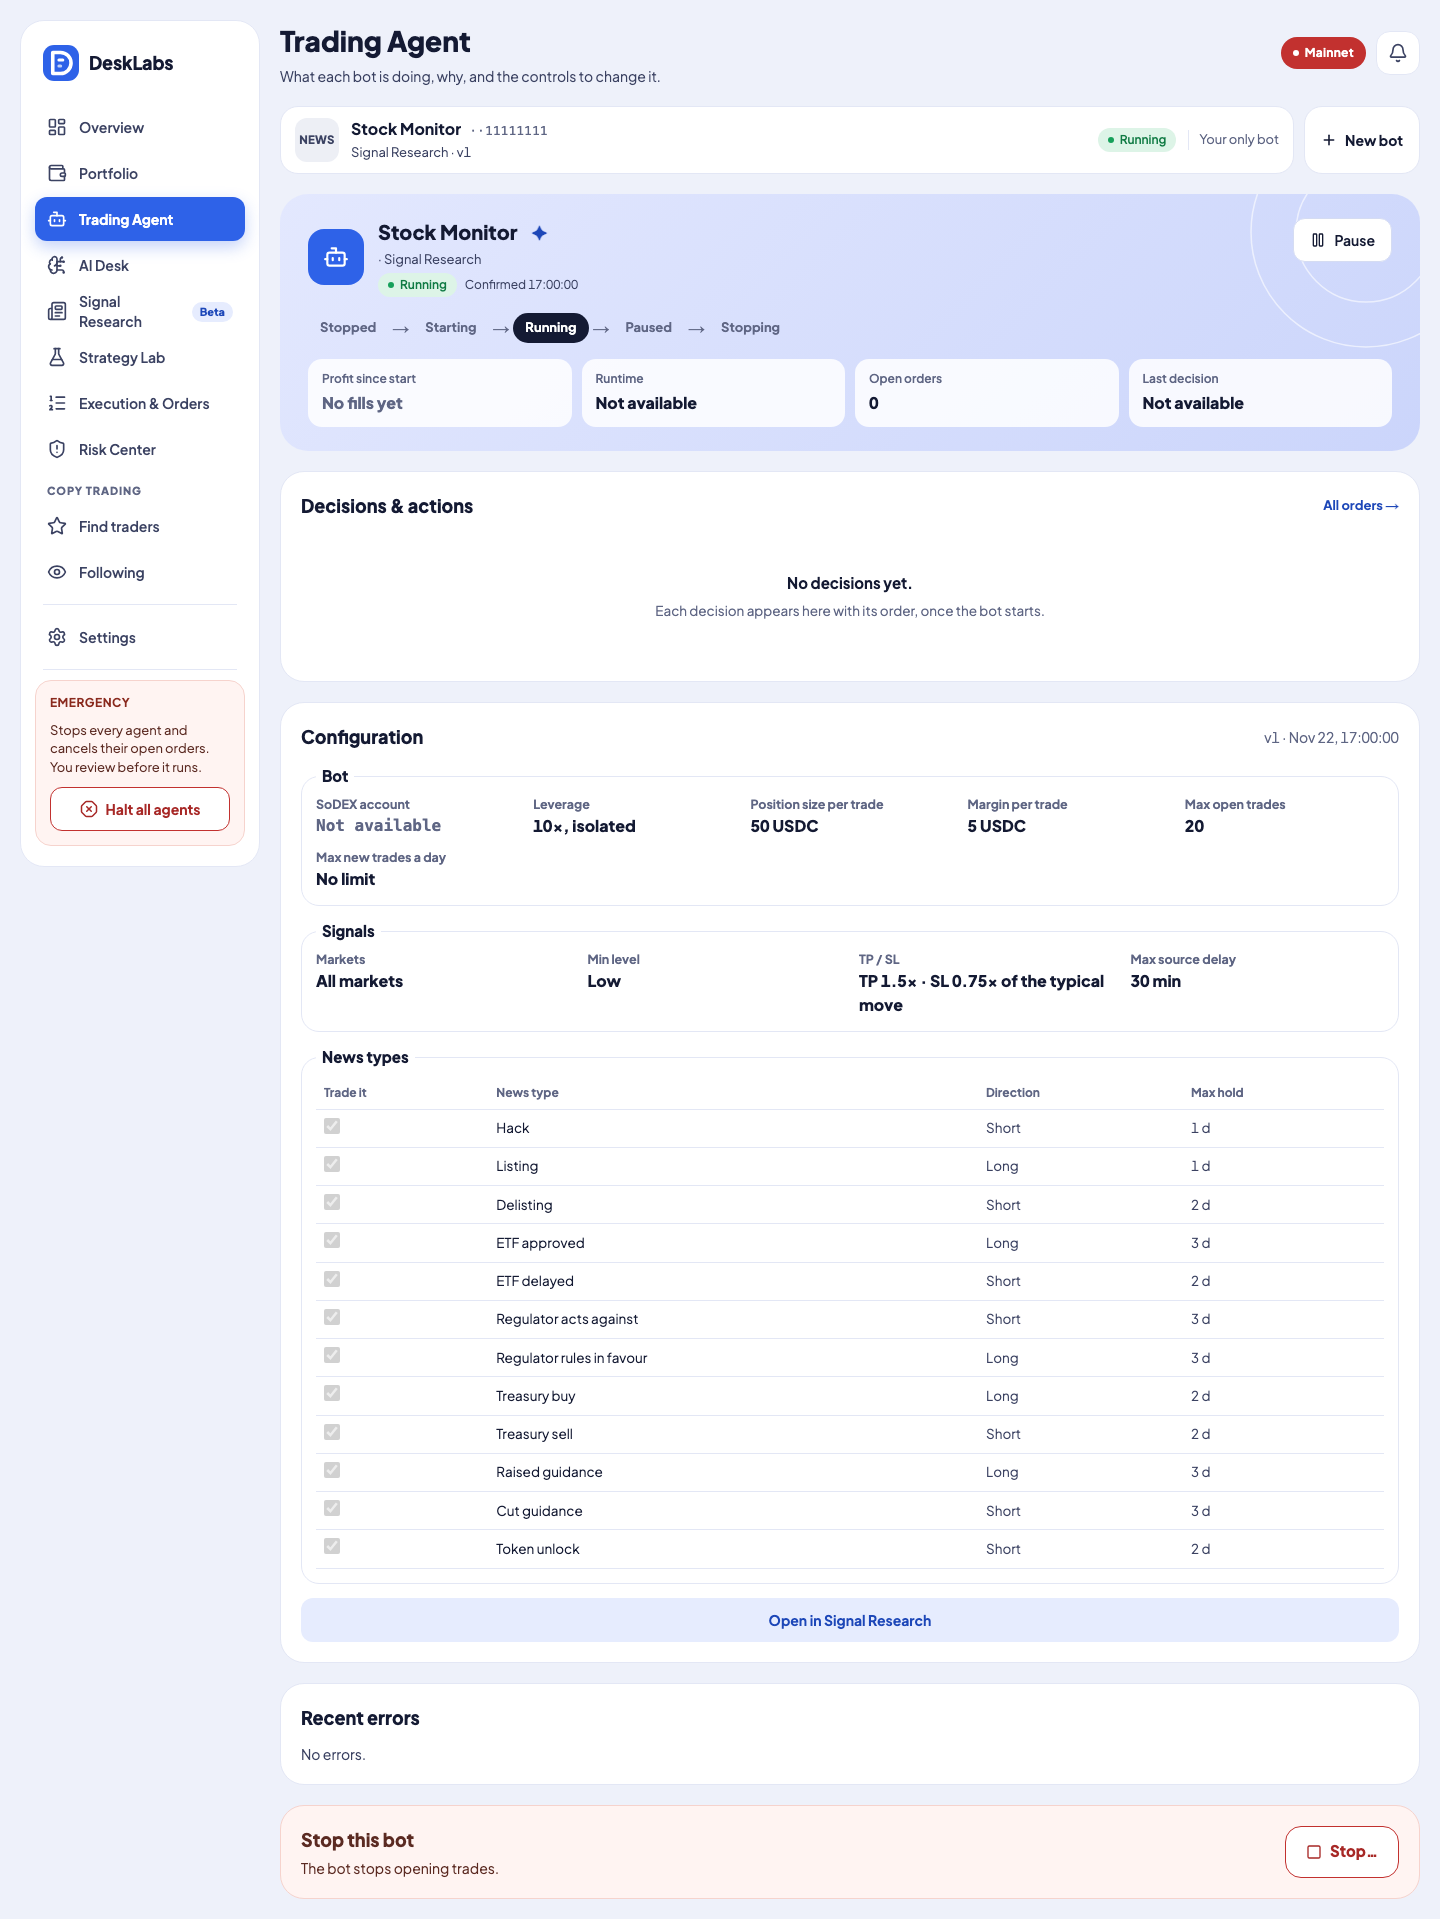 DeskLabs
Overview
Portfolio
Trading Agent
AI Desk
Signal Research
Beta
Strategy Lab
Execution & Orders
Risk Center
COPY TRADING
Find traders
Following
Settings
EMERGENCY
Stops every agent and
cancels their open orders.
You review before it runs.
Halt all agents
Trading Agent
What each bot is doing, why, and the controls to change it.
Mainnet
NEWS
Stock Monitor ··11111111
Signal Research · v1
Running
Your only bot
+ New bot
Stock Monitor
· Signal Research
Running Confirmed 17:00:00
Pause
Stopped → Starting → Running → Paused → Stopping
Profit since start
No fills yet
Runtime
Not available
Open orders
0
Last decision
Not available
Decisions & actions
All orders →
No decisions yet.
Each decision appears here with its order, once the bot starts.
Configuration
v1 · Nov 22, 17:00:00
Bot
SoDEX account
Not available
Leverage
10×, isolated
Position size per trade
50 USDC
Margin per trade
5 USDC
Max open trades
20
Max new trades a day
No limit
Signals
Markets
All markets
Min level
Low
TP / SL
TP 1.5× · SL 0.75× of the typical
move
Max source delay
30 min
News types
Trade it News type Direction Max hold
Hack Short 1 d
Listing Long 1 d
Delisting Short 2 d
ETF approved Long 3 d
ETF delayed Short 2 d
Regulator acts against Short 3 d
Regulator rules in favour Long 3 d
Treasury buy Long 2 d
Treasury sell Short 2 d
Raised guidance Long 3 d
Cut guidance Short 3 d
Token unlock Short 2 d
Open in Signal Research
Recent errors
No errors.
Stop this bot
The bot stops opening trades.
Stop…